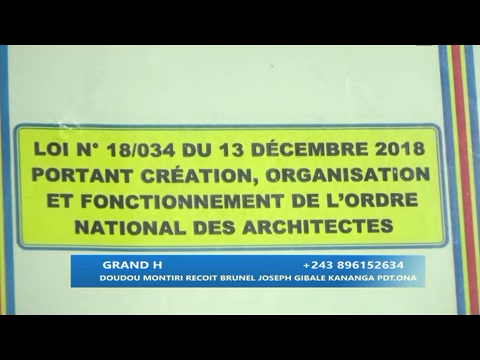 LOI N° 18/034 DU 13 DÉCEMBRE 2018
PORTANT CRÉATION, ORGANISATION
ET FONCTIONNEMENT DE L'ORDRE
NATIONAL DES ARCHITECTES
GRAND H +243 896152634
DOUDOU MONTIRI RECOIT BRUNEL JOSEPH GIBALE KANANGA PDT.ONA